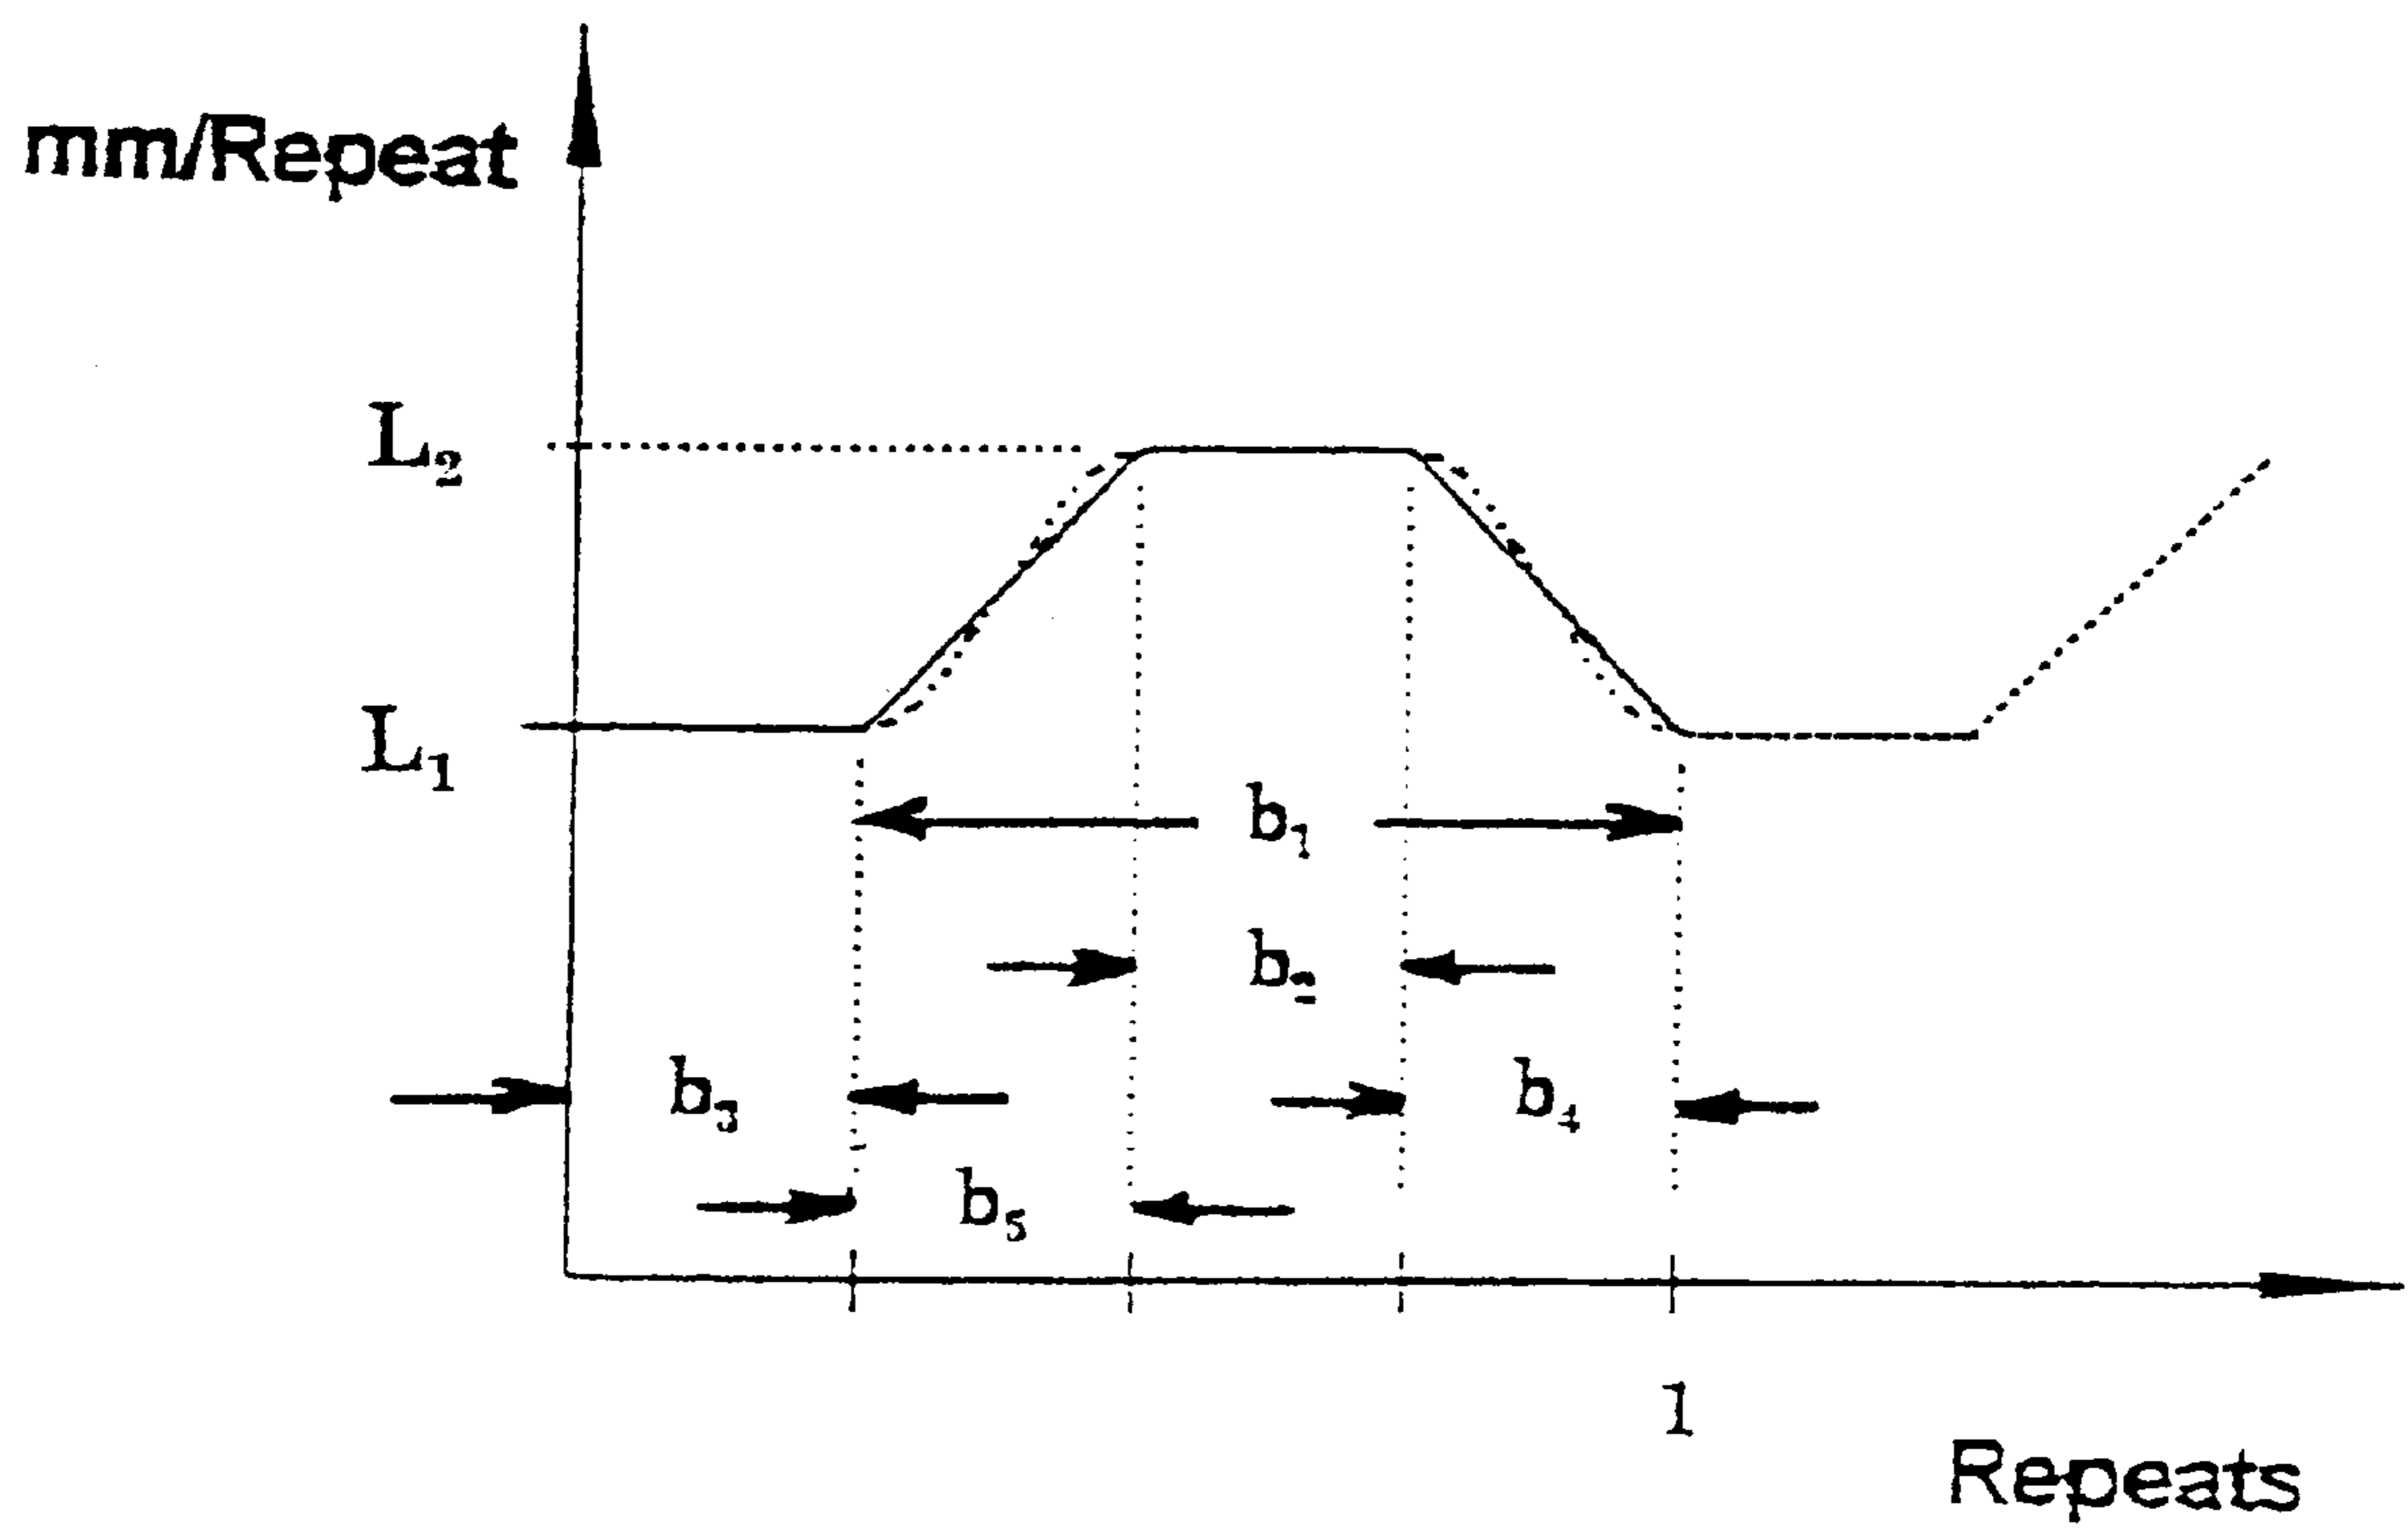 mm/Repeat
L₂
L₁
b₁
b₂
b₃
b₄
b₅
1
Repeats